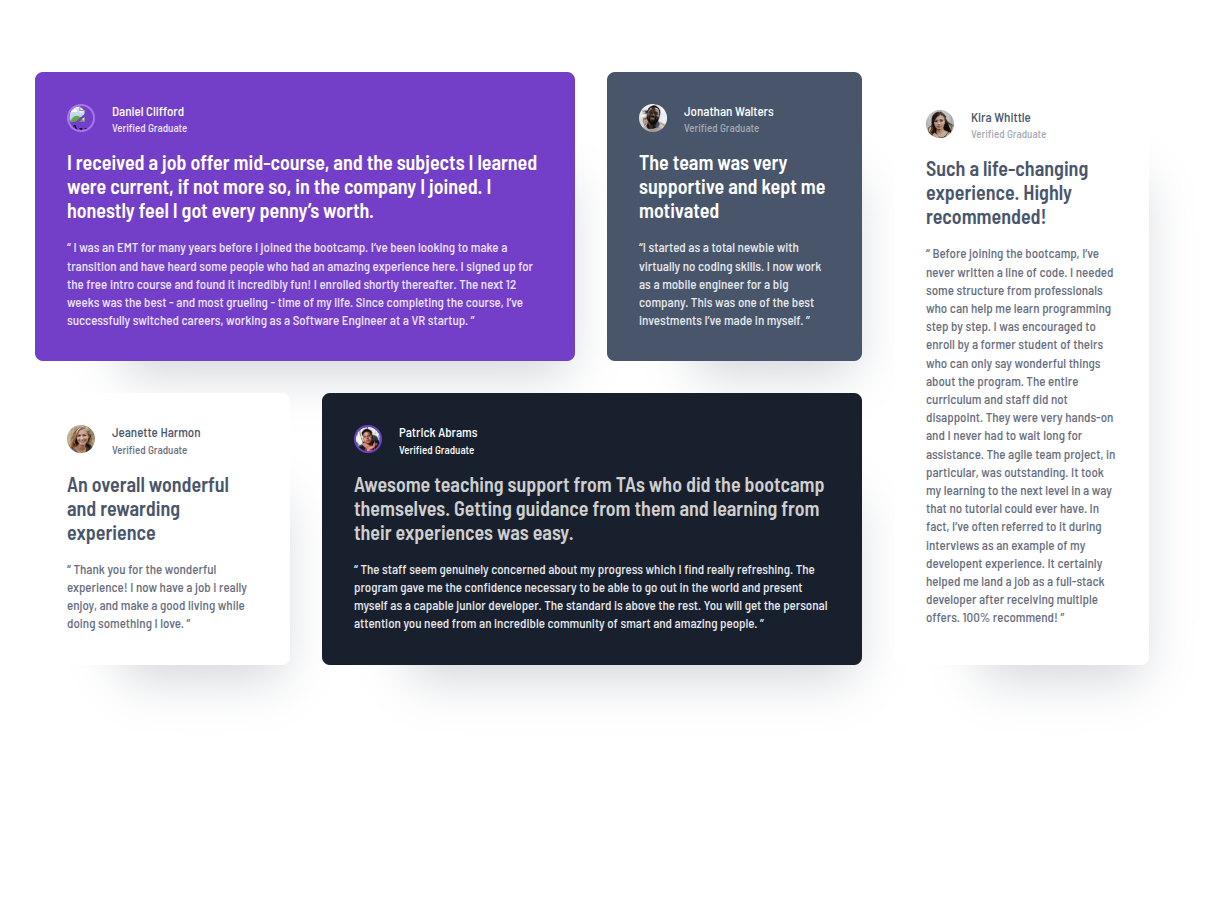 Daniel Clifford
Verified Graduate
I received a job offer mid-course, and the subjects I learned
were current, if not more so, in the company I joined. I
honestly feel I got every penny’s worth.
“ I was an EMT for many years before I joined the bootcamp. I’ve been looking to make a
transition and have heard some people who had an amazing experience here. I signed up for
the free intro course and found it incredibly fun! I enrolled shortly thereafter. The next 12
weeks was the best - and most grueling - time of my life. Since completing the course, I’ve
successfully switched careers, working as a Software Engineer at a VR startup. ”
Jonathan Walters
Verified Graduate
The team was very
supportive and kept me
motivated
“I started as a total newbie with
virtually no coding skills. I now work
as a mobile engineer for a big
company. This was one of the best
investments I’ve made in myself. ”
Kira Whittle
Verified Graduate
Such a life-changing
experience. Highly
recommended!
“ Before joining the bootcamp, I’ve
never written a line of code. I needed
some structure from professionals
who can help me learn programming
step by step. I was encouraged to
enroll by a former student of theirs
who can only say wonderful things
about the program. The entire
curriculum and staff did not
disappoint. They were very hands-on
and I never had to wait long for
assistance. The agile team project, in
particular, was outstanding. It took
my learning to the next level in a way
that no tutorial could ever have. In
fact, I’ve often referred to it during
interviews as an example of my
developent experience. It certainly
helped me land a job as a full-stack
developer after receiving multiple
offers. 100% recommend! ”
Jeanette Harmon
Verified Graduate
An overall wonderful
and rewarding
experience
“ Thank you for the wonderful
experience! I now have a job I really
enjoy, and make a good living while
doing something I love. ”
Patrick Abrams
Verified Graduate
Awesome teaching support from TAs who did the bootcamp
themselves. Getting guidance from them and learning from
their experiences was easy.
“ The staff seem genuinely concerned about my progress which I find really refreshing. The
program gave me the confidence necessary to be able to go out in the world and present
myself as a capable junior developer. The standard is above the rest. You will get the personal
attention you need from an incredible community of smart and amazing people. ”